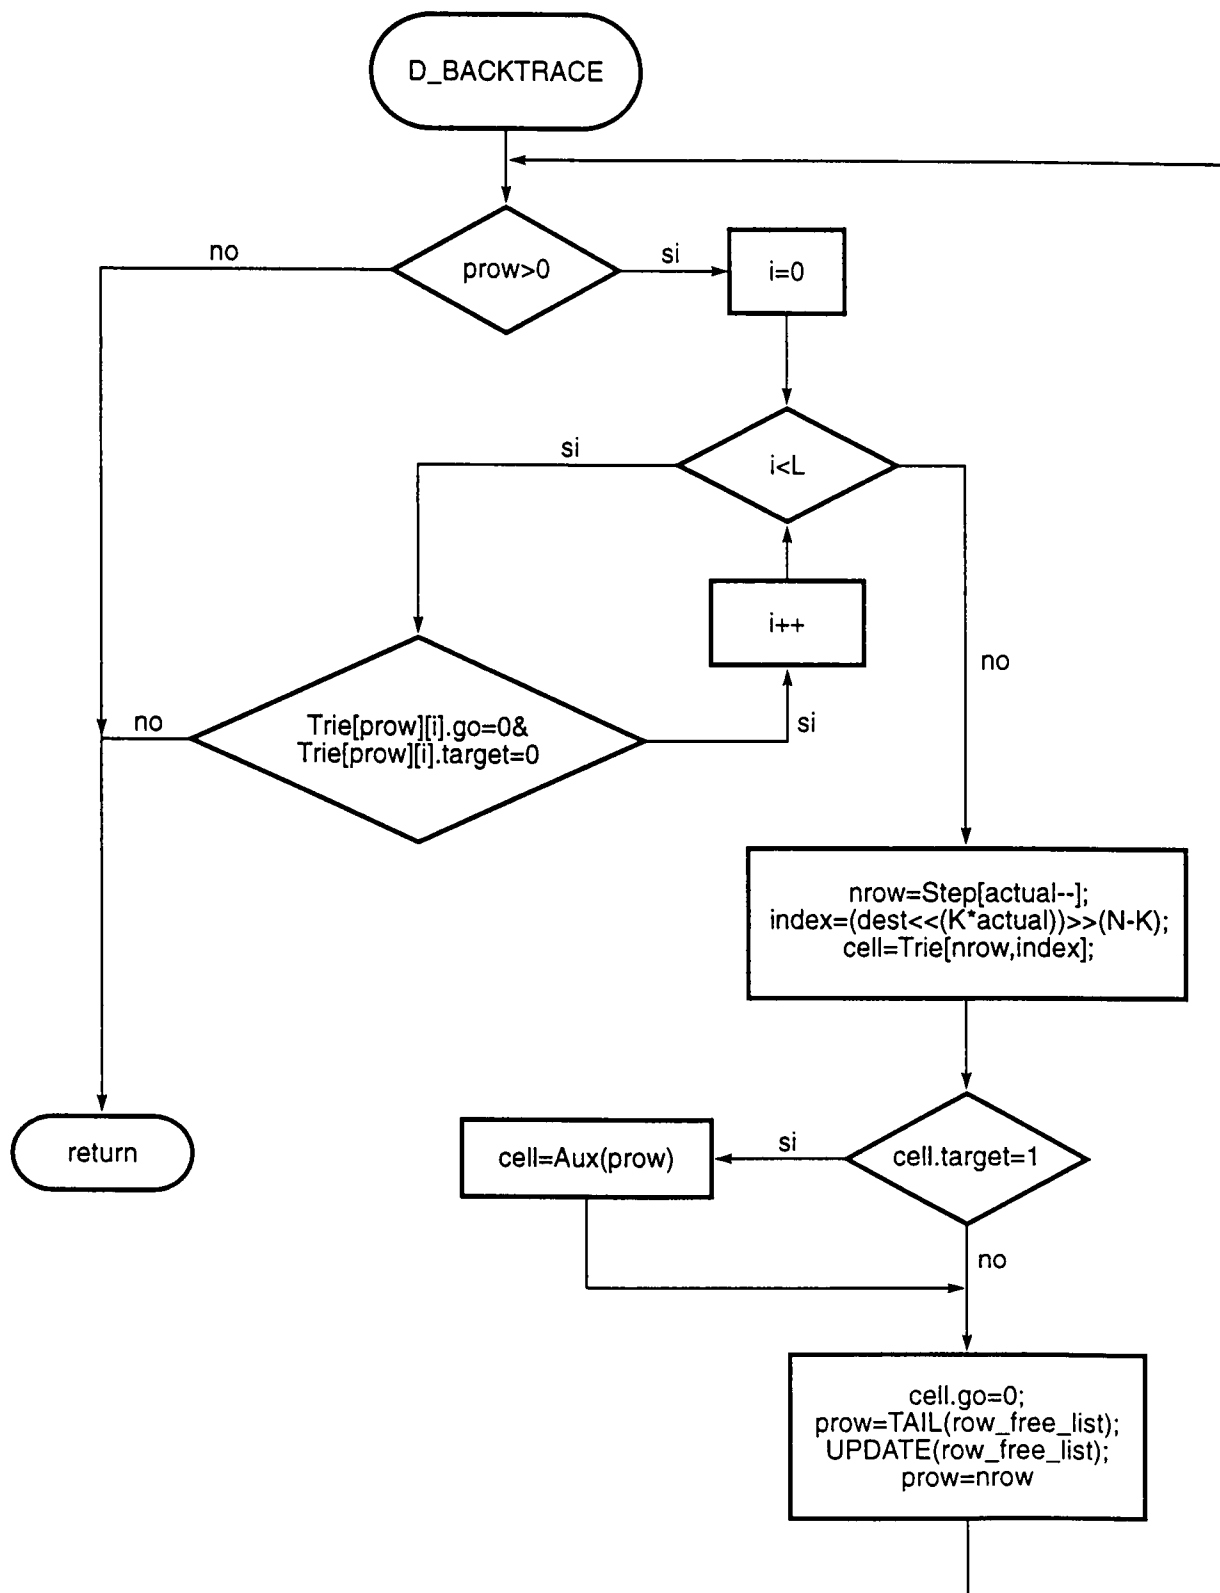 D_BACKTRACE
no
prow>0
si
i=0
si
i<L
i++
no
no
Trie[prow][i].go=0&
Trie[prow][i].target=0
si
nrow=Step[actual--];
index=(dest<<(K*actual))>>(N-K);
cell=Trie[nrow,index];
return
cell=Aux(prow)
si
cell.target=1
no
cell.go=0;
prow=TAIL(row_free_list);
UPDATE(row_free_list);
prow=nrow